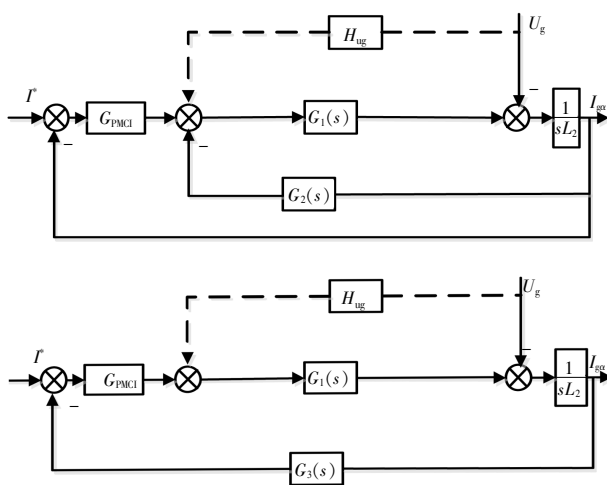 H_ug
U_g
I*
G_PMCI
G_1(s)
1
sL_2
I_gα
−
−
−
G_2(s)
H_ug
U_g
I*
G_PMCI
G_1(s)
1
sL_2
I_gα
−
−
G_3(s)